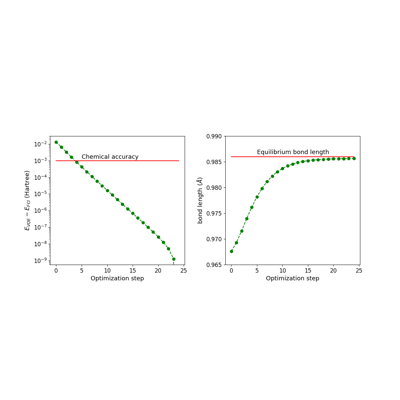 10⁻²
10⁻³
10⁻⁴
10⁻⁵
10⁻⁶
10⁻⁷
10⁻⁸
10⁻⁹
E_VQE − E_FCI (Hartree)
Chemical accuracy
0 5 10 15 20 25
Optimization step
0.990
0.985
0.980
0.975
0.970
0.965
bond length (Å)
Equilibrium bond length
0 5 10 15 20 25
Optimization step